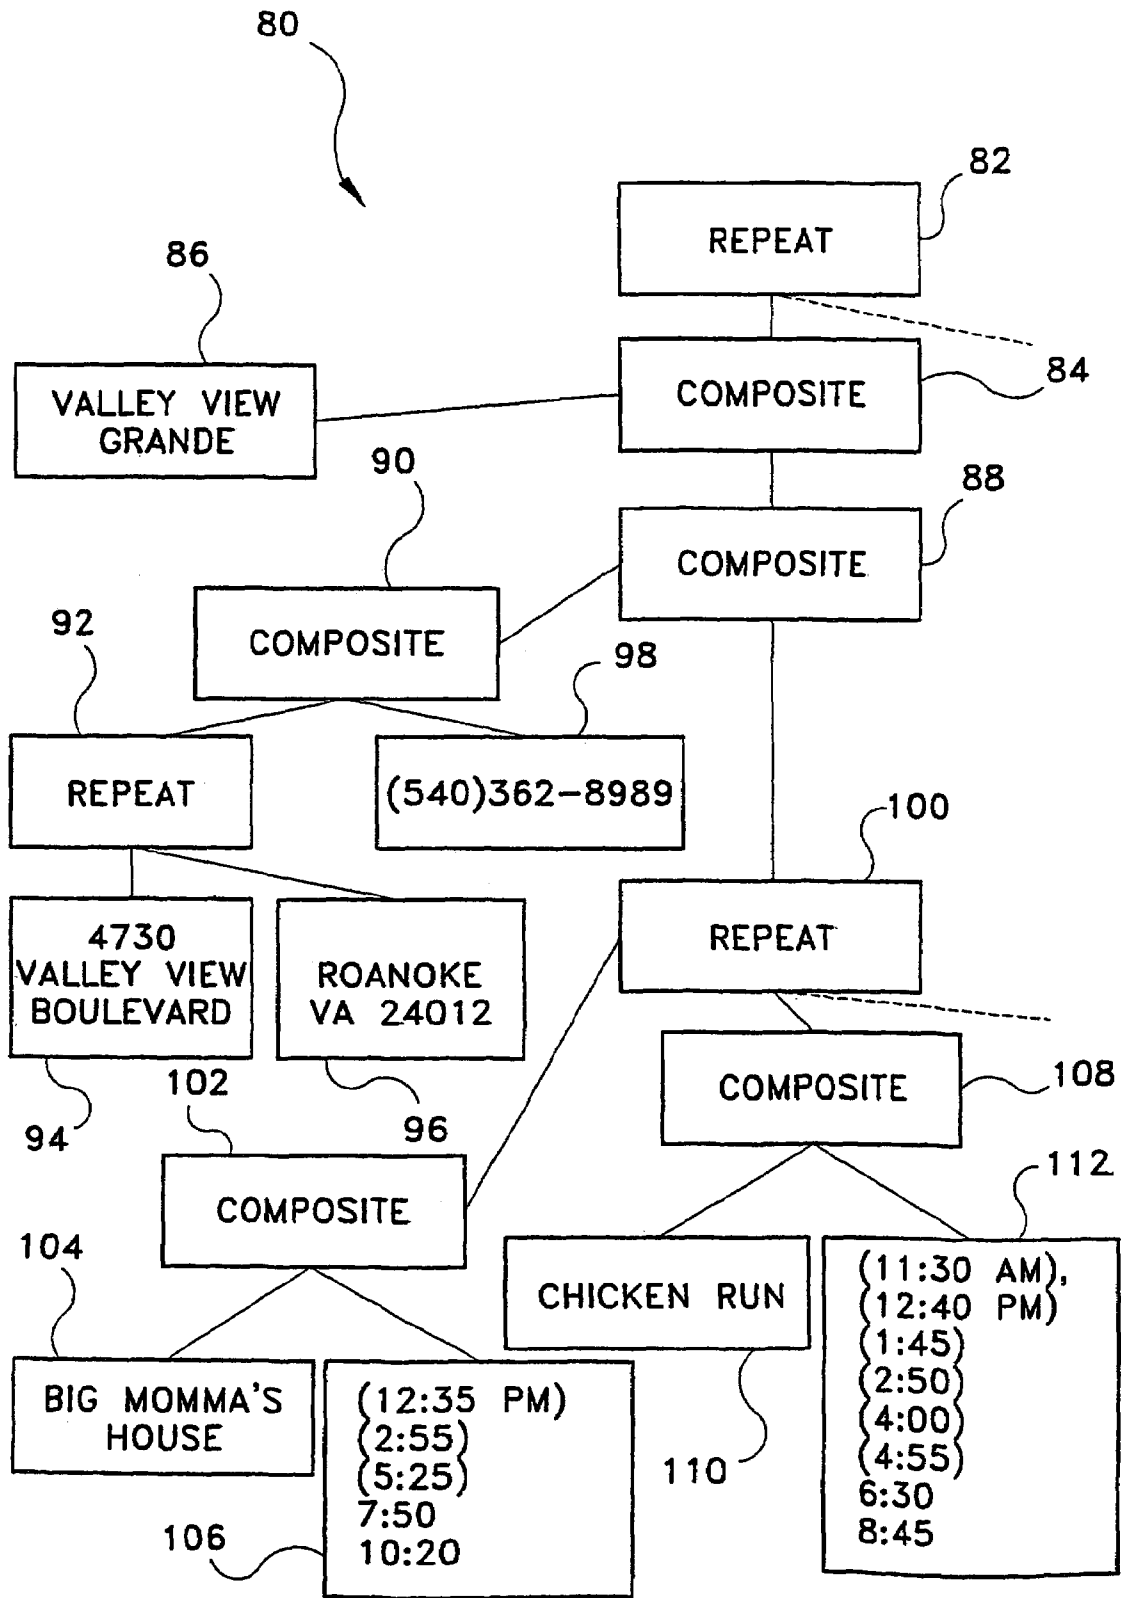 80
82
REPEAT
86
84
VALLEY VIEW
GRANDE
COMPOSITE
90
88
COMPOSITE
92
COMPOSITE
98
REPEAT
(540)362-8989
100
4730
VALLEY VIEW
BOULEVARD
ROANOKE
VA 24012
REPEAT
94
102
96
COMPOSITE
108
COMPOSITE
112
104
CHICKEN RUN
(11:30 AM),
(12:40 PM)
(1:45)
(2:50)
(4:00)
(4:55)
6:30
8:45
BIG MOMMA'S
HOUSE
(12:35 PM)
(2:55)
(5:25)
7:50
10:20
110
106